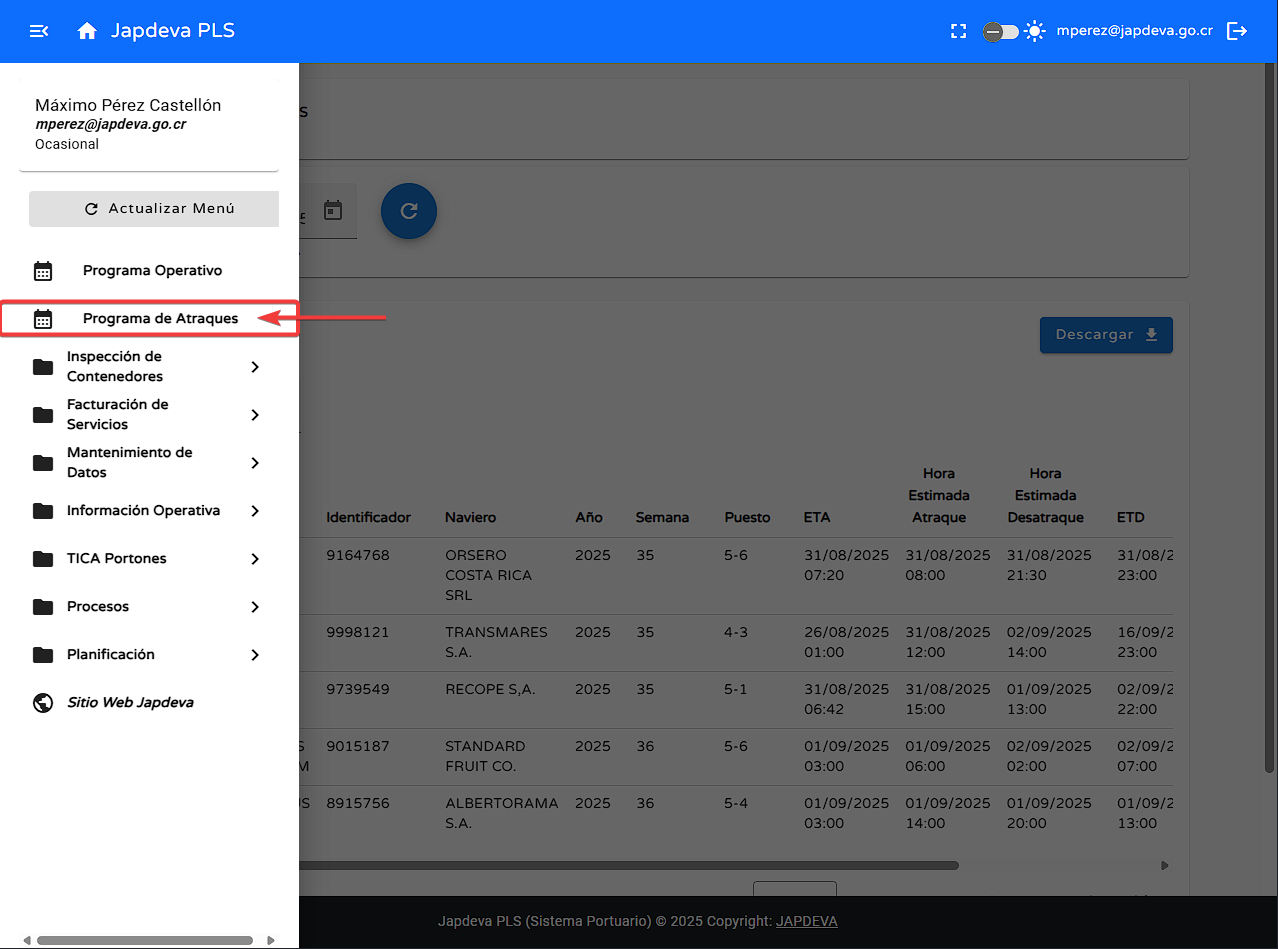 Japdeva PLS
mperez@japdeva.go.cr
Máximo Pérez Castellón
mperez@japdeva.go.cr
Ocasional
Actualizar Menú
Programa Operativo
Programa de Atraques
Inspección de
Contenedores
Facturación de
Servicios
Mantenimiento de
Datos
Información Operativa
TICA Portones
Procesos
Planificación
Sitio Web Japdeva
Descargar
Hora Hora
Estimada Estimada
Identificador Naviero Año Semana Puesto ETA Atraque Desatraque ETD
9164768 ORSERO 2025 35 5-6 31/08/2025 31/08/2025 31/08/2025 31/08/2
COSTA RICA 07:20 08:00 21:30 23:00
SRL
9998121 TRANSMARES 2025 35 4-3 26/08/2025 31/08/2025 02/09/2025 16/09/2
S.A. 01:00 12:00 14:00 23:00
9739549 RECOPE S,A. 2025 35 5-1 31/08/2025 31/08/2025 01/09/2025 02/09/2
06:42 15:00 13:00 22:00
S 9015187 STANDARD 2025 36 5-6 01/09/2025 01/09/2025 02/09/2025 02/09/2
M FRUIT CO. 03:00 06:00 02:00 07:00
US 8915756 ALBERTORAMA 2025 36 5-4 01/09/2025 01/09/2025 01/09/2025 01/09/2
S.A. 03:00 14:00 20:00 13:00
Japdeva PLS (Sistema Portuario) © 2025 Copyright: JAPDEVA